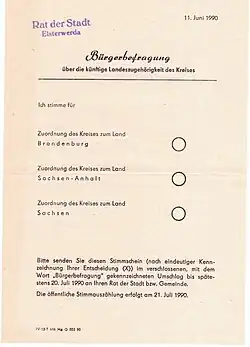 Rat der Stadt
Elsterwerda
11. Juni 1990
Bürgerbefragung
über die künftige Landeszugehörigkeit des Kreises
Ich stimme für
Zuordnung des Kreises zum Land
Brandenburg
Zuordnung des Kreises zum Land
Sachsen-Anhalt
Zuordnung des Kreises zum Land
Sachsen
Bitte senden Sie diesen Stimmschein (nach eindeutiger Kenn-
zeichnung Ihrer Entscheidung (X)) im verschlossenen, mit dem
Wort „Bürgerbefragung" gekennzeichneten Umschlag bis späte-
stens 20. Juli 1990 an Ihren Rat der Stadt bzw. Gemeinde.
Die öffentliche Stimmauszählung erfolgt am 21. Juli 1990.